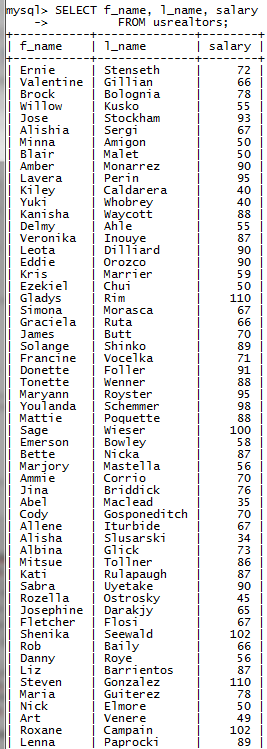 mysql> SELECT f_name, l_name, salary
-> FROM usrealtors;
+-----------+--------------+--------+
| f_name | l_name | salary |
+-----------+--------------+--------+
| Ernie | Stenseth | 72 |
| Valentine | Gillian | 66 |
| Brock | Bologna | 78 |
| Willow | Kusko | 55 |
| Jose | Stockham | 93 |
| Alishia | Sergi | 67 |
| Minna | Amigon | 50 |
| Blair | Malet | 50 |
| Amber | Monarrez | 90 |
| Lavera | Perin | 95 |
| Kiley | Caldarera | 40 |
| Yuki | Whobrey | 40 |
| Kanisha | Waycott | 88 |
| Delmy | Ahle | 55 |
| Veronika | Inouye | 87 |
| Leota | Dilliard | 90 |
| Eddie | Orozco | 90 |
| Kris | Marrier | 59 |
| Ezekiel | Chui | 50 |
| Gladys | Rim | 110 |
| Simona | Morasca | 67 |
| Graciela | Ruta | 66 |
| James | Butt | 70 |
| Solange | Shinko | 89 |
| Francine | Vocelka | 71 |
| Donette | Foller | 91 |
| Tonette | Wenner | 88 |
| Maryann | Royster | 95 |
| Youlanda | Schemmer | 98 |
| Mattie | Poquette | 88 |
| Sage | Wieser | 100 |
| Emerson | Bowley | 58 |
| Bette | Nicka | 87 |
| Marjory | Mastella | 56 |
| Ammie | Corrio | 70 |
| Jina | Briddick | 76 |
| Abel | Maclead | 35 |
| Cody | Gosponeditch | 70 |
| Allene | Iturbide | 67 |
| Alisha | Slusarski | 34 |
| Albina | Glick | 73 |
| Mitsue | Tollner | 86 |
| Kati | Rulapaugh | 87 |
| Sabra | Uyetake | 90 |
| Rozella | Ostrosky | 45 |
| Josephine | Darakjy | 65 |
| Fletcher | Flosi | 67 |
| Shenika | Seewald | 102 |
| Rob | Baily | 66 |
| Danny | Roye | 56 |
| Liz | Barrientos | 87 |
| Steven | Gonzalez | 110 |
| Maria | Guiterez | 78 |
| Nick | Elmore | 50 |
| Art | Venere | 49 |
| Roxane | Campain | 102 |
| Lenna | Paprocki | 89 |